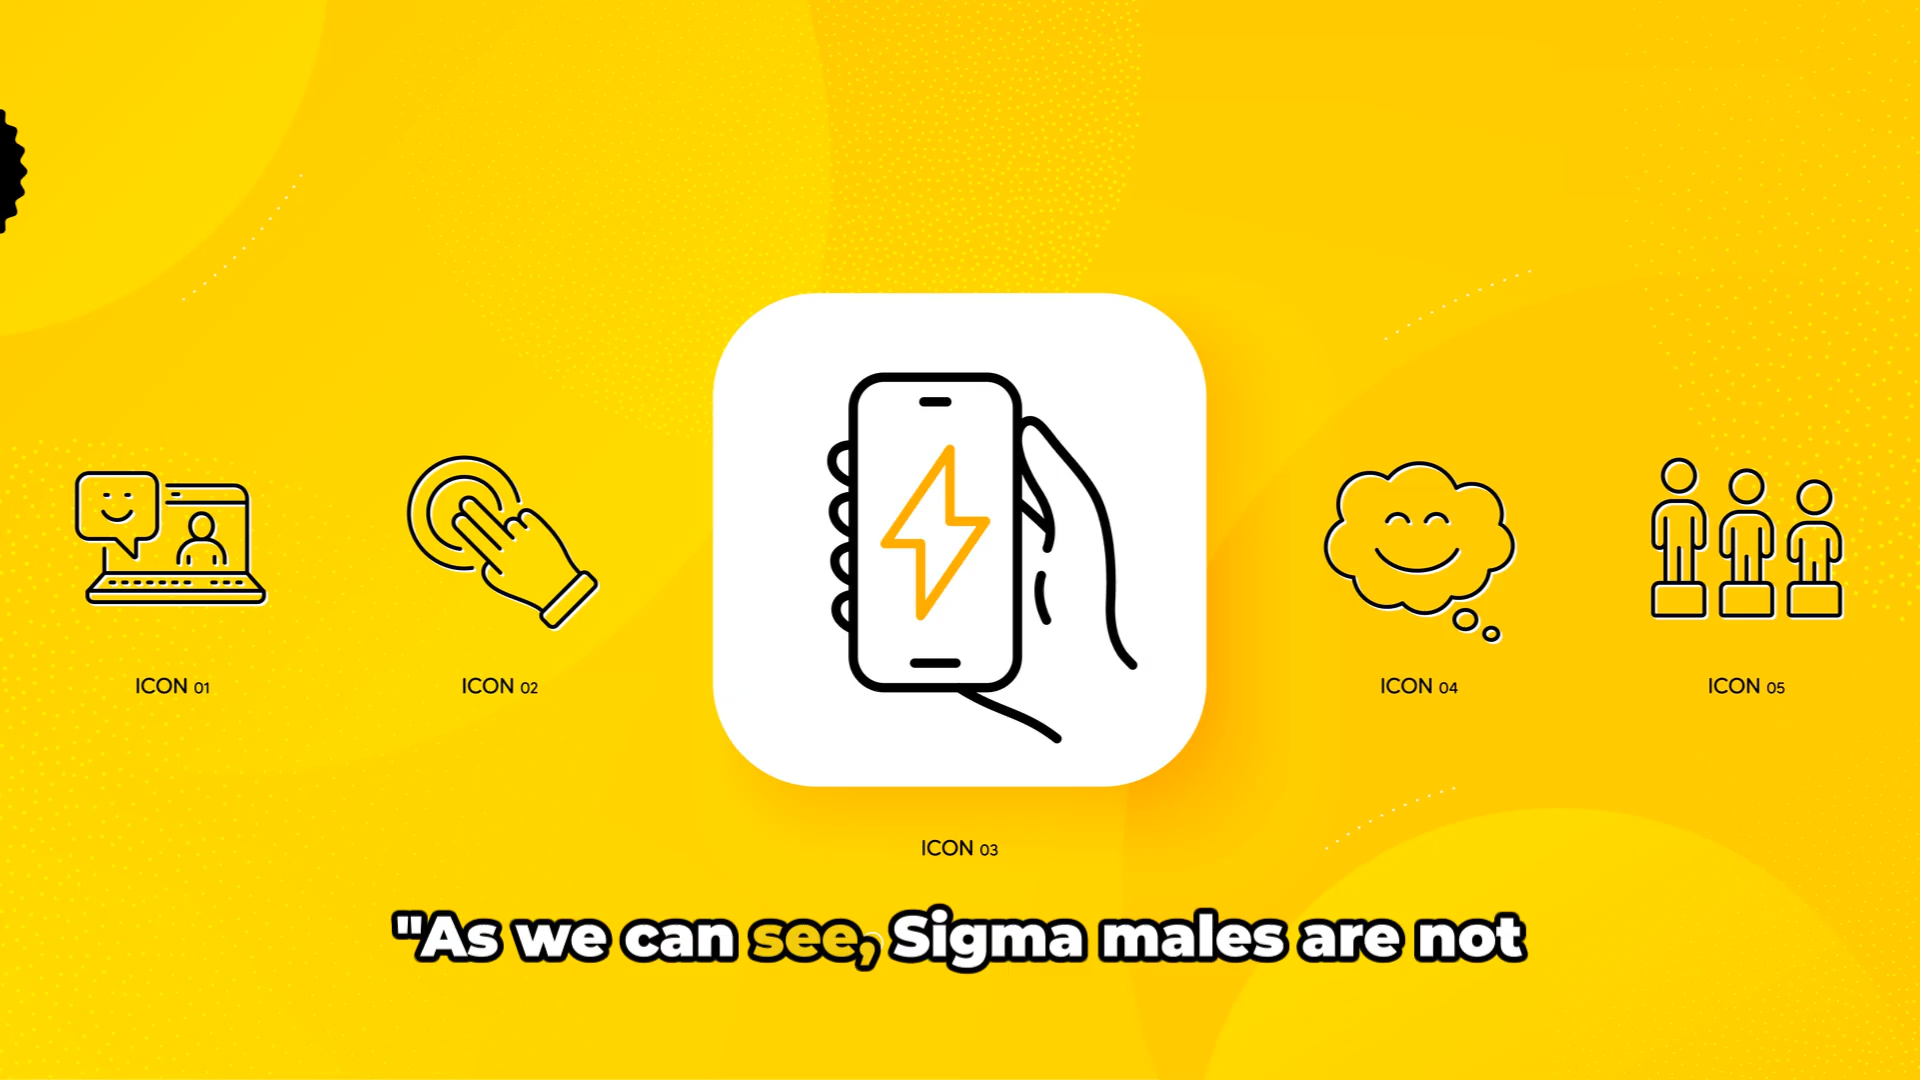 ICON 01
ICON 02
ICON 03
ICON 04
ICON 05
"As we can see, Sigma males are not